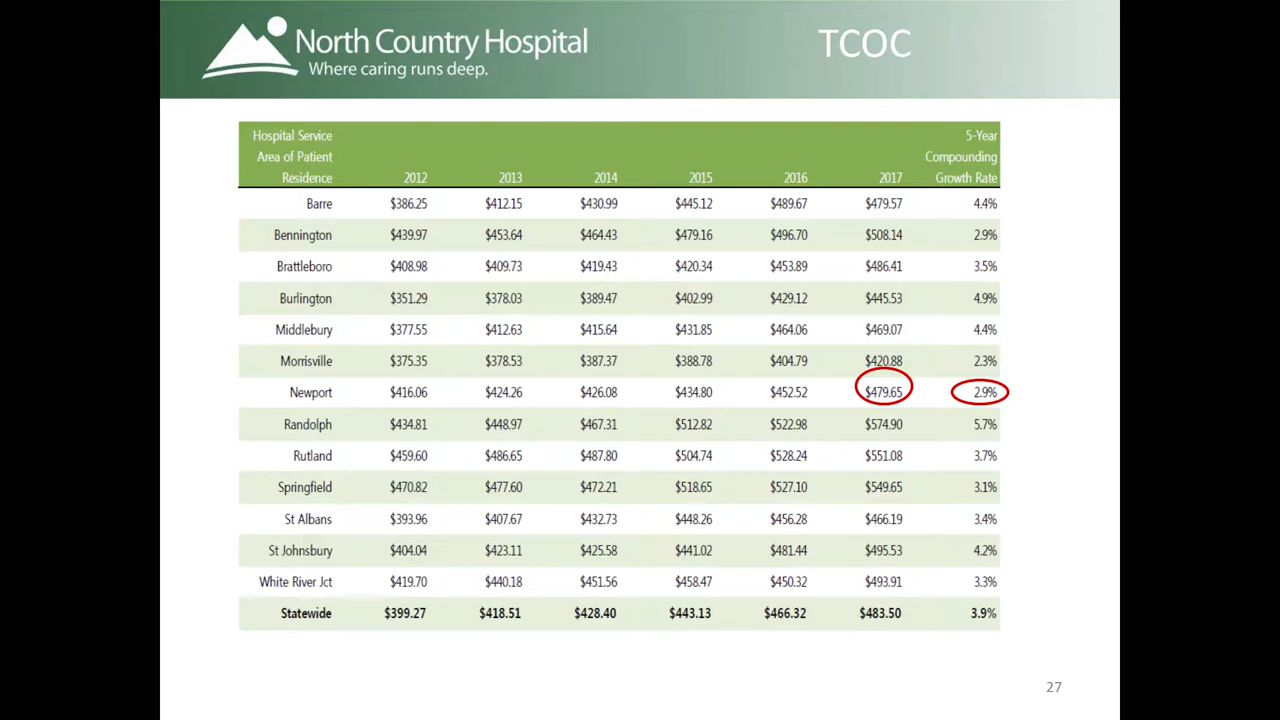 North Country Hospital
Where caring runs deep.
TCOC
Hospital Service
Area of Patient
Residence 2012 2013 2014 2015 2016 2017 5-Year Compounding Growth Rate
Barre $386.25 $412.15 $430.99 $445.12 $489.67 $479.57 4.4%
Bennington $439.97 $453.64 $464.43 $479.16 $496.70 $508.14 2.9%
Brattleboro $408.98 $409.73 $419.43 $420.34 $453.89 $486.41 3.5%
Burlington $351.29 $378.03 $389.47 $402.99 $429.12 $445.53 4.9%
Middlebury $377.55 $412.63 $415.64 $431.85 $464.06 $469.07 4.4%
Morrisville $375.35 $378.53 $387.37 $388.78 $404.79 $420.88 2.3%
Newport $416.06 $424.26 $426.08 $434.80 $452.52 $479.65 2.9%
Randolph $434.81 $448.97 $467.31 $512.82 $522.98 $574.90 5.7%
Rutland $459.60 $486.65 $487.80 $504.74 $528.24 $551.08 3.7%
Springfield $470.82 $477.60 $472.21 $518.65 $527.10 $549.65 3.1%
St Albans $393.96 $407.67 $432.73 $448.26 $456.28 $466.19 3.4%
St Johnsbury $404.04 $423.11 $425.58 $441.02 $481.44 $495.53 4.2%
White River Jct $419.70 $440.18 $451.56 $458.47 $450.32 $493.91 3.3%
Statewide $399.27 $418.51 $428.40 $443.13 $466.32 $483.50 3.9%
27